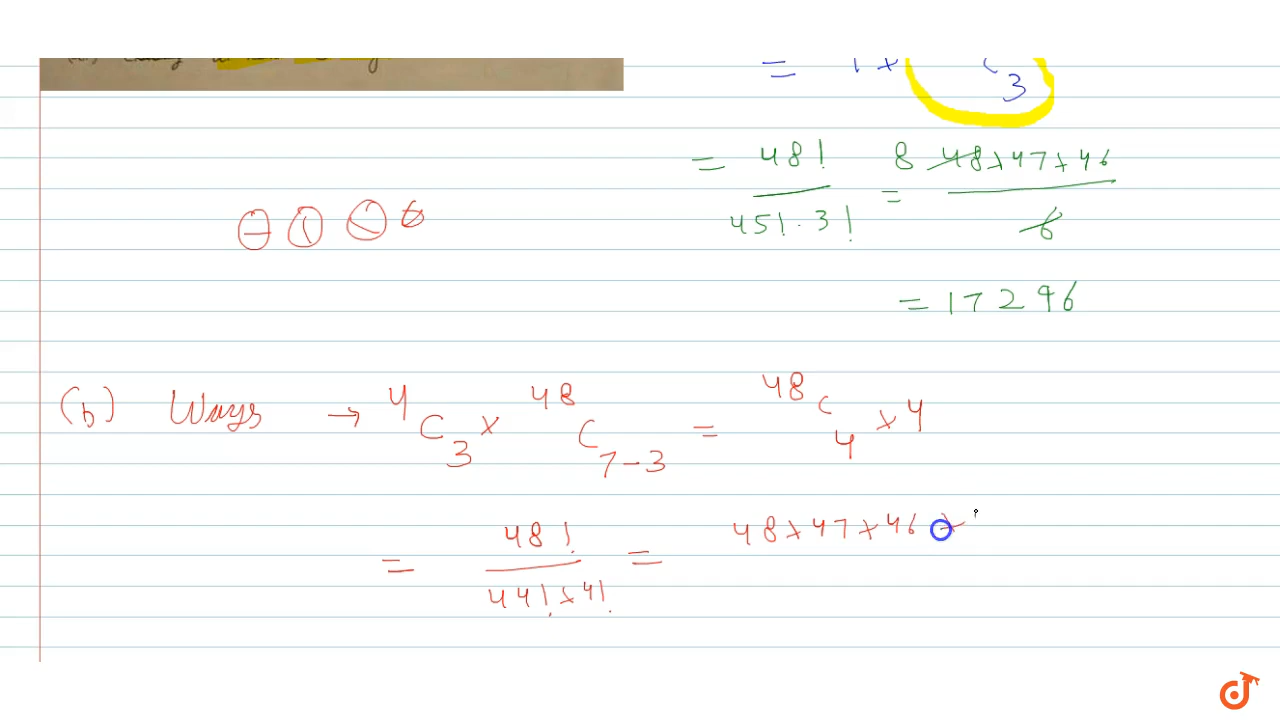 = 1 × C 3
= 48! / 45! · 3! = 8 48 × 47 × 46 / 6
= 17296
(b) Ways → ⁴C₃ × ⁴⁸C₇₋₃ = ⁴⁸C₄ × 4
= 48! / 44! × 4! = 48 × 47 × 46 ×